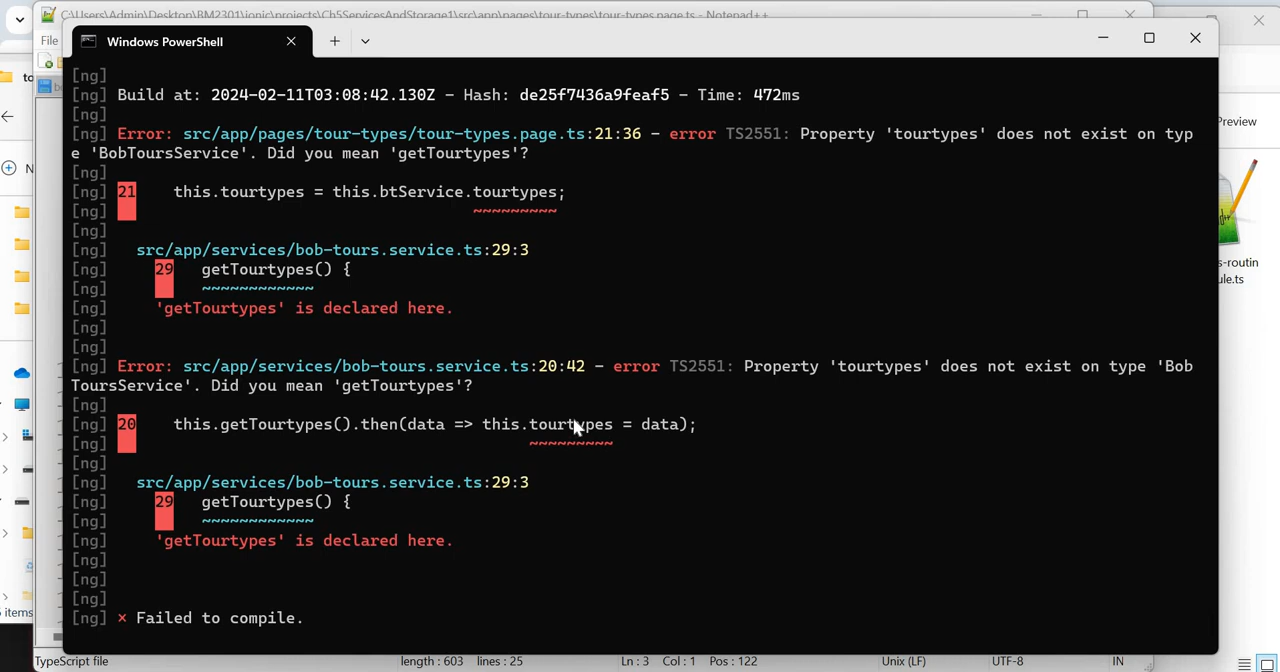 C:\Users\Admin\Desktop\BM2301\ionic\projects\Ch5ServicesAndStorage1\src\app\pages\tour-types\tour-types.page.ts - Notepad++
File
Windows PowerShell
[ng]
[ng] Build at: 2024-02-11T03:08:42.130Z - Hash: de25f7436a9feaf5 - Time: 472ms
[ng]
[ng] Error: src/app/pages/tour-types/tour-types.page.ts:21:36 - error TS2551: Property 'tourtypes' does not exist on typ
e 'BobToursService'. Did you mean 'getTourtypes'?
[ng]
[ng] 21 this.tourtypes = this.btService.tourtypes;
[ng] ~~~~~~~~~
[ng]
[ng] src/app/services/bob-tours.service.ts:29:3
[ng] 29 getTourtypes() {
[ng] ~~~~~~~~~~~~
[ng] 'getTourtypes' is declared here.
[ng]
[ng]
[ng] Error: src/app/services/bob-tours.service.ts:20:42 - error TS2551: Property 'tourtypes' does not exist on type 'Bob
ToursService'. Did you mean 'getTourtypes'?
[ng]
[ng] 20 this.getTourtypes().then(data => this.tourtypes = data);
[ng] ~~~~~~~~~
[ng]
[ng] src/app/services/bob-tours.service.ts:29:3
[ng] 29 getTourtypes() {
[ng] ~~~~~~~~~~~~
[ng] 'getTourtypes' is declared here.
[ng]
[ng]
[ng]
[ng] × Failed to compile.
to
N
items
Preview
s-routin
ule.ts
TypeScript file
length : 603 lines : 25
Ln : 3 Col : 1 Pos : 122
Unix (LF)
UTF-8
IN